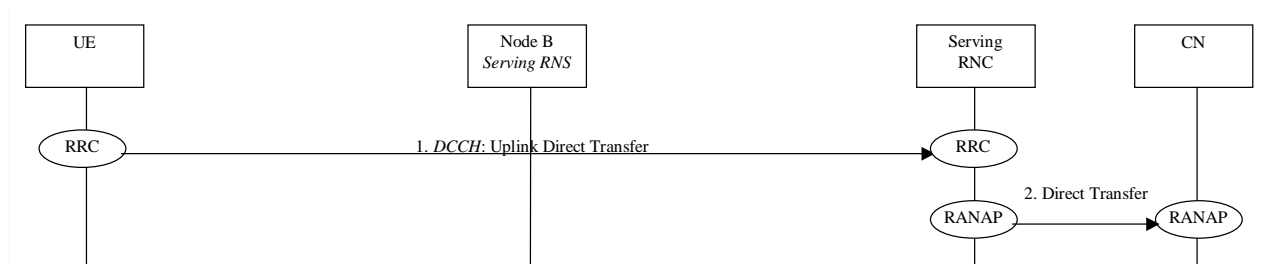 UE
Node B
Serving RNS
Serving
RNC
CN
RRC
1. DCCH: Uplink Direct Transfer
RRC
2. Direct Transfer
RANAP
RANAP